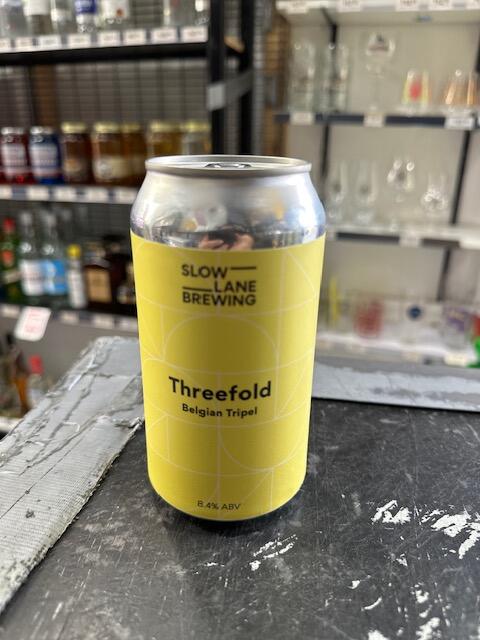 SLOW
LANE
BREWING
Threefold
Belgian Tripel
8.4% ABV